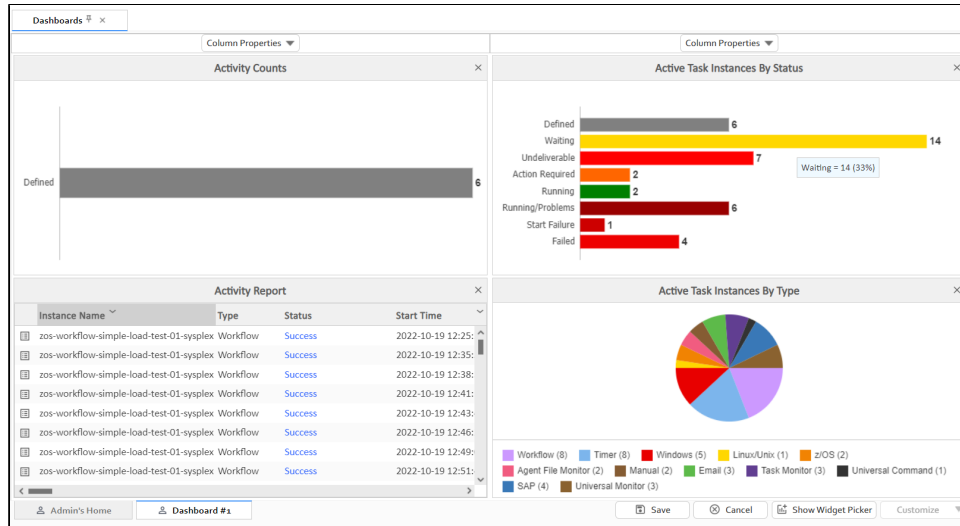 Dashboards
Column Properties
Column Properties
Activity Counts
Defined
6
Active Task Instances By Status
Defined 6
Waiting 14
Undeliverable 7
Action Required 2
Running 2
Running/Problems 6
Start Failure 1
Failed 4
Waiting = 14 (33%)
Activity Report
Instance Name Type Status Start Time
zos-workflow-simple-load-test-01-sysplex Workflow Success 2022-10-19 12:25:
zos-workflow-simple-load-test-01-sysplex Workflow Success 2022-10-19 12:35:
zos-workflow-simple-load-test-01-sysplex Workflow Success 2022-10-19 12:38:
zos-workflow-simple-load-test-01-sysplex Workflow Success 2022-10-19 12:41:
zos-workflow-simple-load-test-01-sysplex Workflow Success 2022-10-19 12:43:
zos-workflow-simple-load-test-01-sysplex Workflow Success 2022-10-19 12:46:
zos-workflow-simple-load-test-01-sysplex Workflow Success 2022-10-19 12:49:
zos-workflow-simple-load-test-01-sysplex Workflow Success 2022-10-19 12:51:
Active Task Instances By Type
Workflow (8) Timer (8) Windows (5) Linux/Unix (1) z/OS (2)
Agent File Monitor (2) Manual (2) Email (3) Task Monitor (3) Universal Command (1)
SAP (4) Universal Monitor (3)
Admin's Home
Dashboard #1
Save
Cancel
Show Widget Picker
Customize